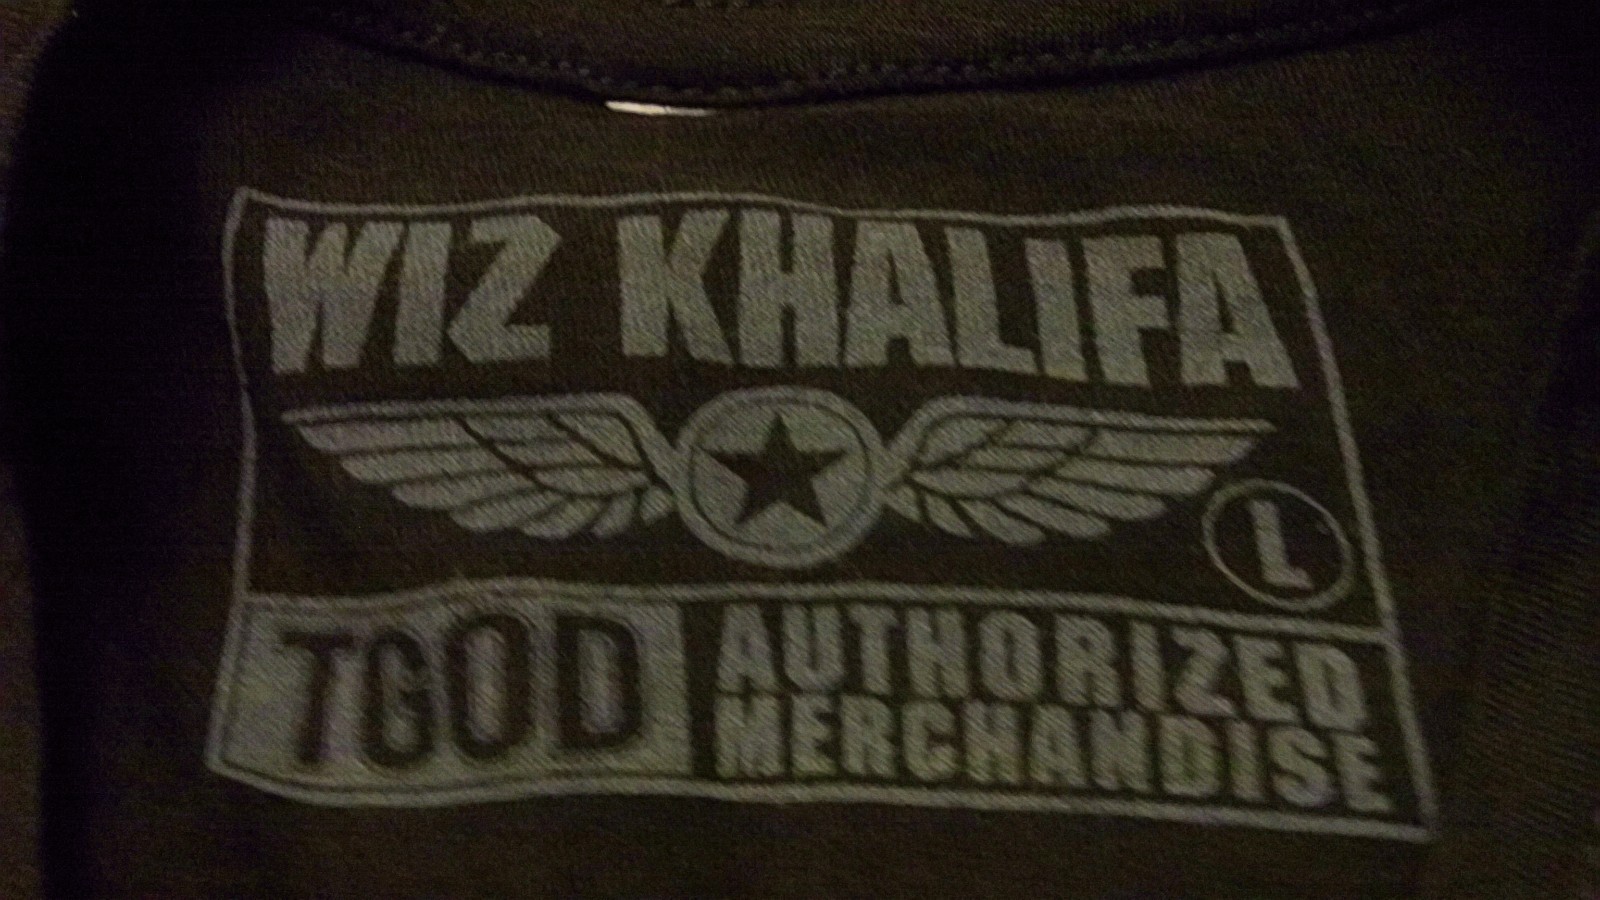 WIZ KHALIFA
L
TGOD
AUTHORIZED
MERCHANDISE